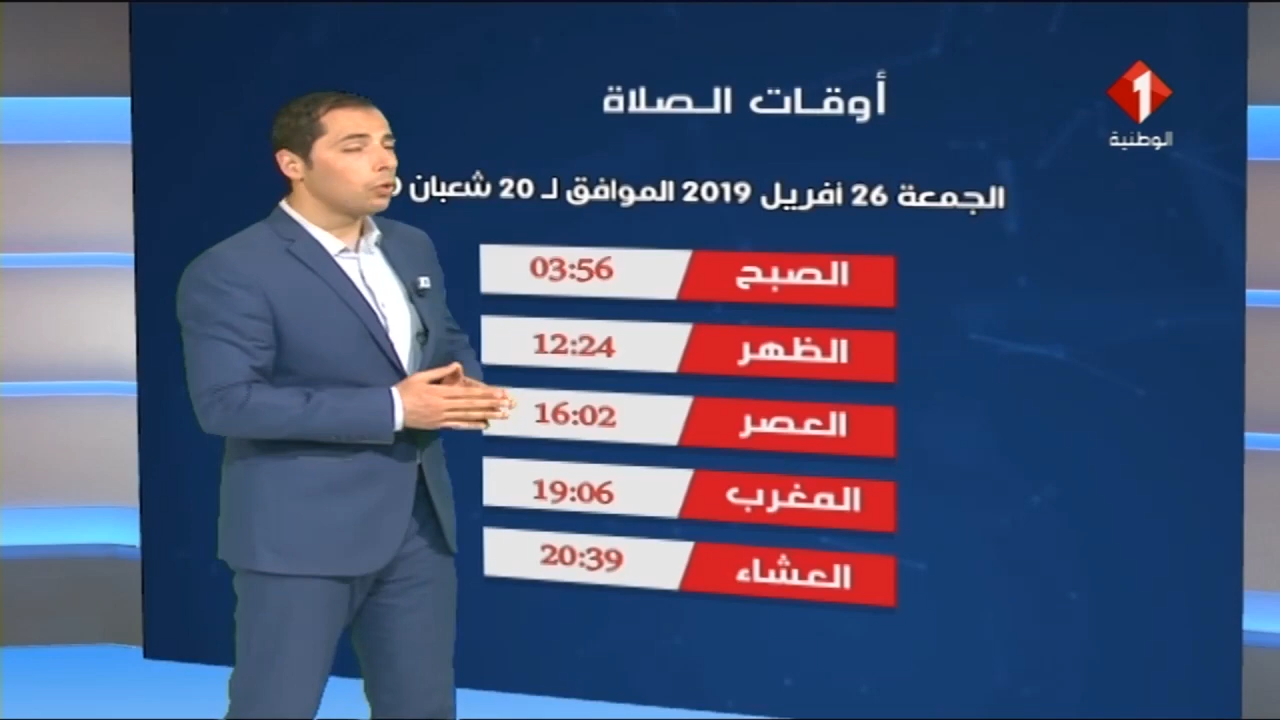 أوقات الصلاة
1
الوطنية
الجمعة 26 أفريل 2019 الموافق لـ 20 شعبان
الصبح 03:56
الظهر 12:24
العصر 16:02
المغرب 19:06
العشاء 20:39